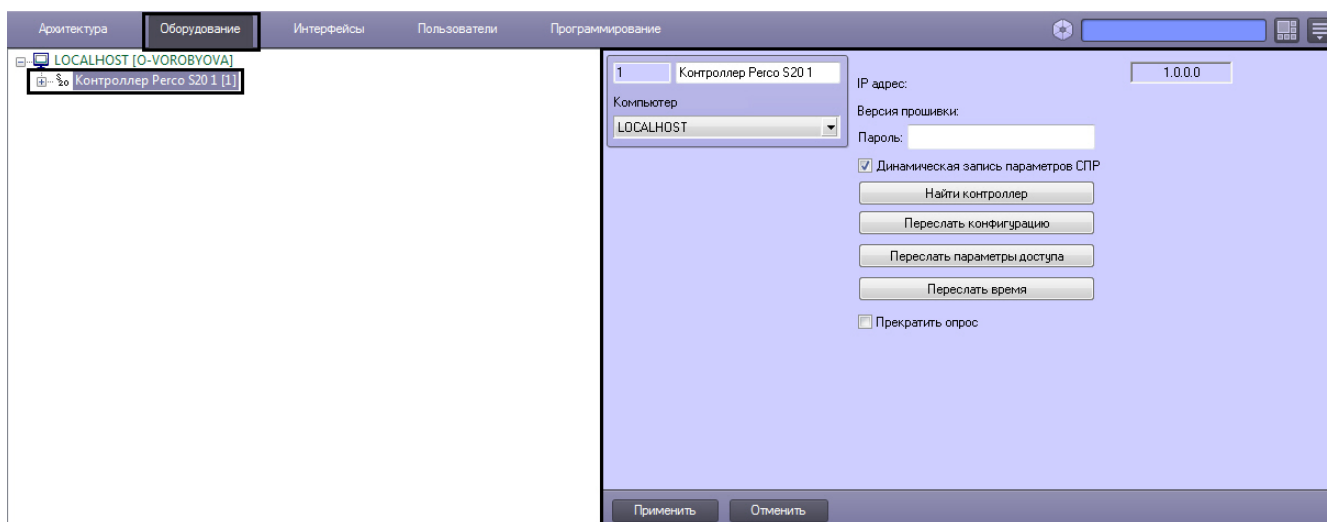 Архитектура Оборудование Интерфейсы Пользователи Программирование
LOCALHOST [O-VOROBYOVA]
Контроллер Perco S20 1 [1]
1 Контроллер Perco S20 1
Компьютер
LOCALHOST
IP адрес: 1.0.0.0
Версия прошивки:
Пароль:
Динамическая запись параметров СПР
Найти контроллер
Переслать конфигурацию
Переслать параметры доступа
Переслать время
Прекратить опрос
Применить Отменить